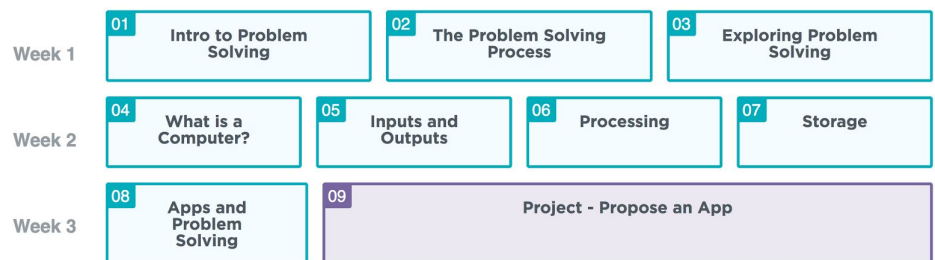 Week 1
01
Intro to Problem
Solving
02
The Problem Solving
Process
03
Exploring Problem
Solving
Week 2
04
What is a
Computer?
05
Inputs and
Outputs
06
Processing
07
Storage
Week 3
08
Apps and
Problem
Solving
09
Project - Propose an App